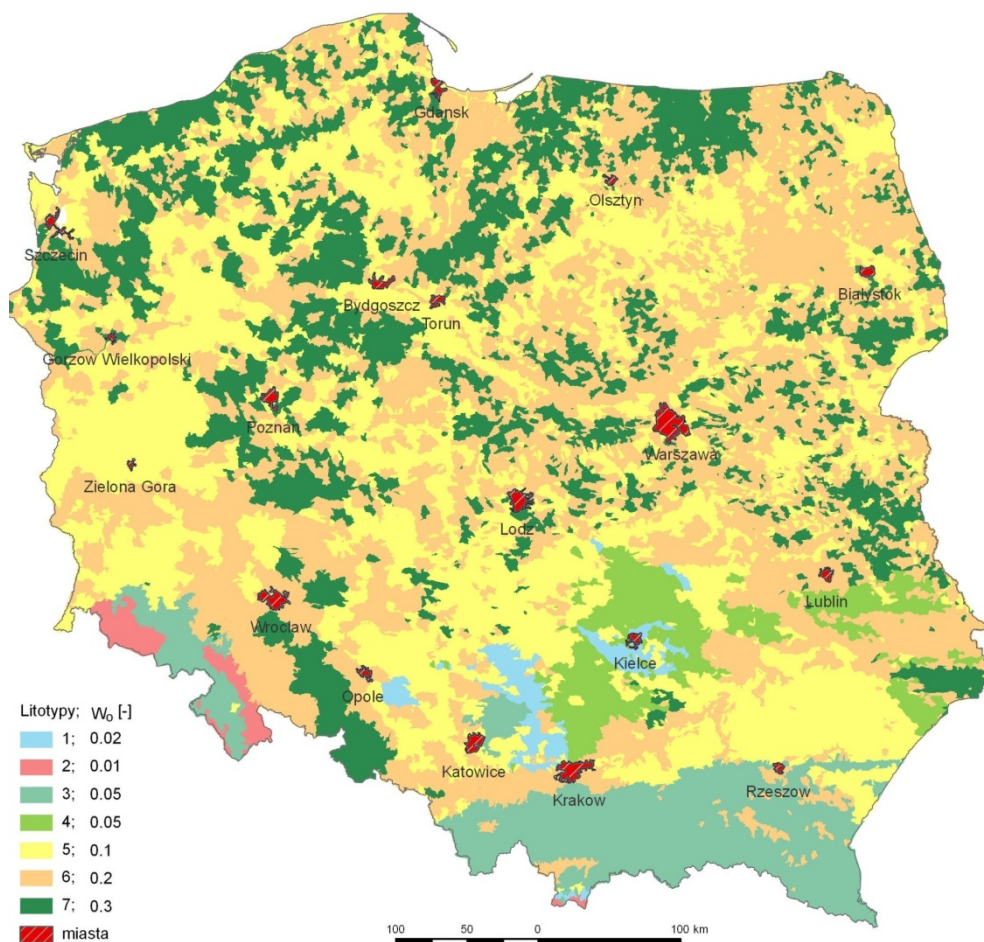 Gdansk
Olsztyn
Szczecin
Bialystok
Bydgoszcz
Torun
Gorzow Wielkopolski
Poznan
Warszawa
Zielona Gora
Lodz
Lublin
Wroclaw
Kielce
Opole
Katowice
Krakow
Rzeszow
Litotypy; Wo [-]
1; 0.02
2; 0.01
3; 0.05
4; 0.05
5; 0.1
6; 0.2
7; 0.3
miasta
100 50 0 100 km